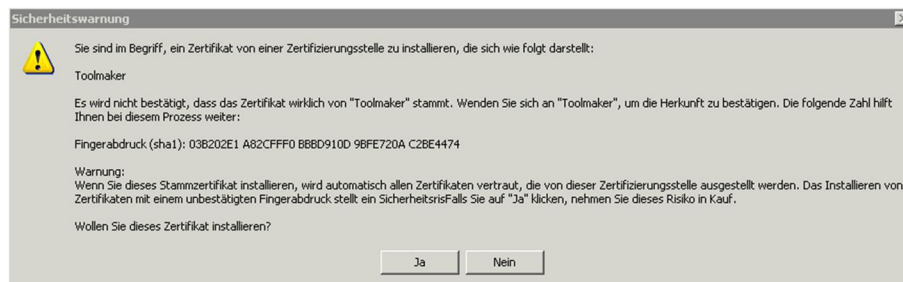 Sicherheitswarnung
Sie sind im Begriff, ein Zertifikat von einer Zertifizierungsstelle zu installieren, die sich wie folgt darstellt:
Toolmaker
Es wird nicht bestätigt, dass das Zertifikat wirklich von "Toolmaker" stammt. Wenden Sie sich an "Toolmaker", um die Herkunft zu bestätigen. Die folgende Zahl hilft
Ihnen bei diesem Prozess weiter:
Fingerabdruck (sha1): 03B202E1 A82CFFF0 BBBD910D 9BFE720A C2BE4474
Warnung:
Wenn Sie dieses Stammzertifikat installieren, wird automatisch allen Zertifikaten vertraut, die von dieser Zertifizierungsstelle ausgestellt werden. Das Installieren von
Zertifikaten mit einem unbestätigten Fingerabdruck stellt ein SicherheitsrisFalls Sie auf "Ja" klicken, nehmen Sie dieses Risiko in Kauf.
Wollen Sie dieses Zertifikat installieren?
Ja
Nein